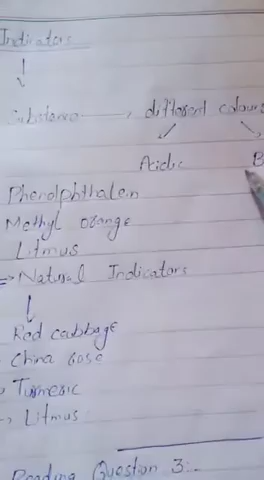 Indicators
Substance → different colours
Acidic B
Phenolphthalein
Methyl orange
Litmus
=> Natural Indicators
Red cabbage
China rose
Turmeric
→ Litmus
Reading Question 3:-